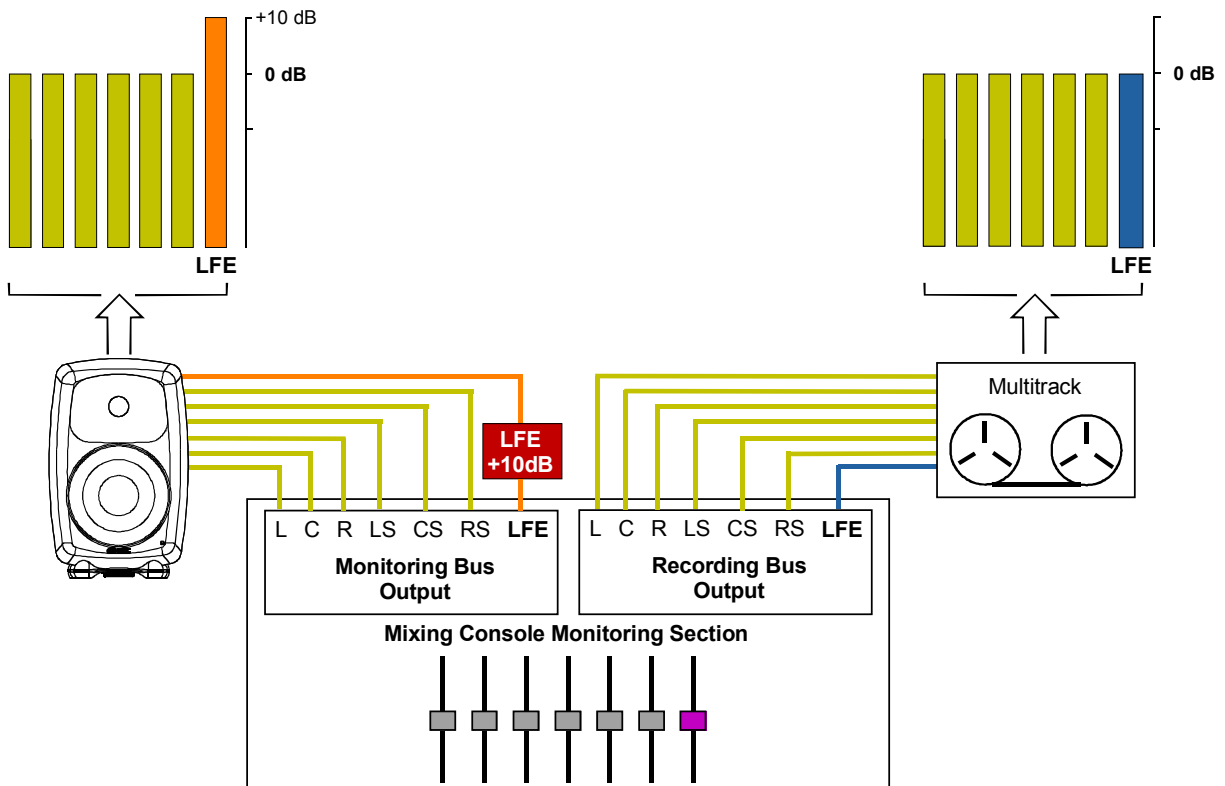 +10 dB
0 dB
LFE
0 dB
LFE
Multitrack
LFE
+10dB
L C R LS CS RS LFE
Monitoring Bus
Output
L C R LS CS RS LFE
Recording Bus
Output
Mixing Console Monitoring Section